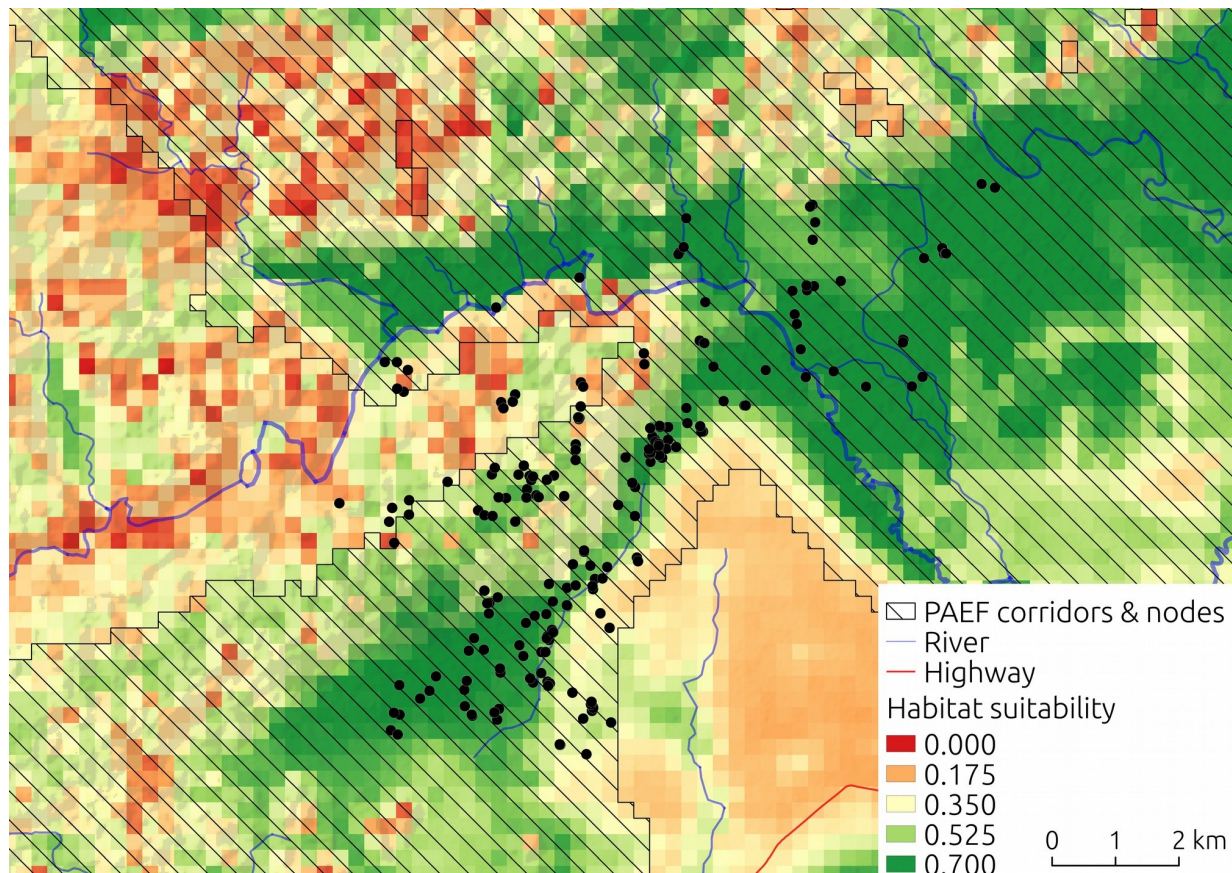 PAEF corridors & nodes
River
Highway
Habitat suitability
0.000
0.175
0.350
0.525
0.700
0 1 2 km